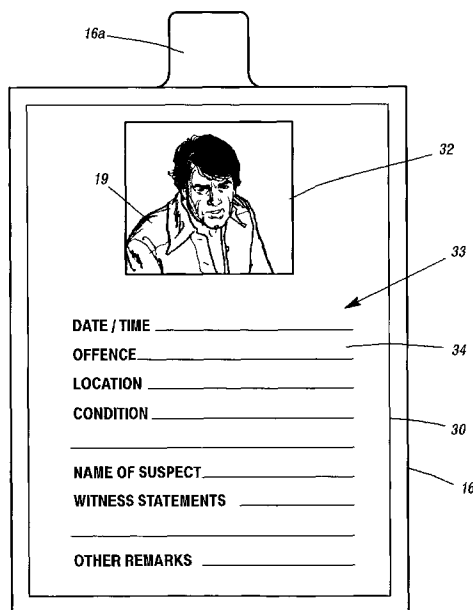 16a
19
32
33
DATE / TIME
34
OFFENCE
LOCATION
CONDITION
30
NAME OF SUSPECT
16
WITNESS STATEMENTS
OTHER REMARKS